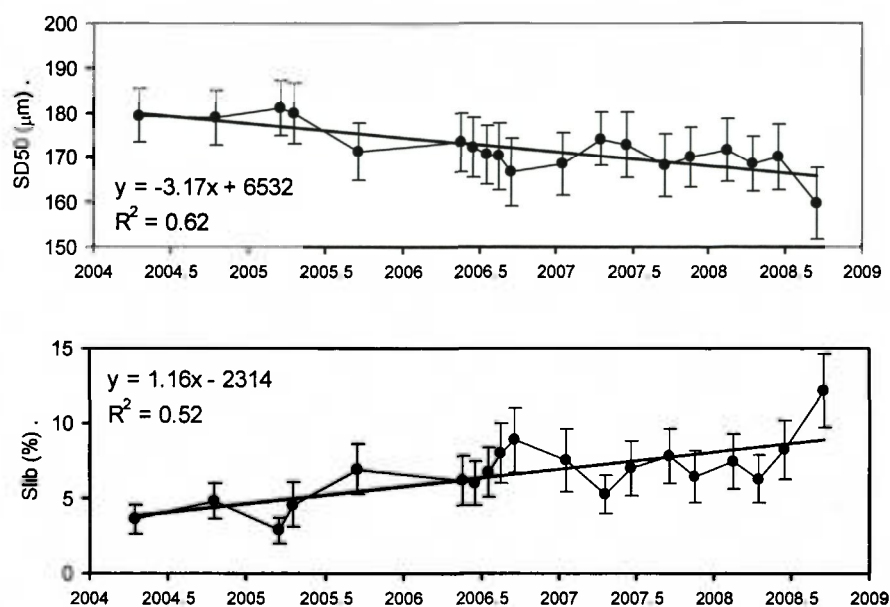 200
190
180
170
160
150
SD50 (μm) .
y = -3.17x + 6532
R² = 0.62
2004 2004.5 2005 2005.5 2006 2006.5 2007 2007.5 2008 2008.5 2009
15
10
5
0
Slib (%) .
y = 1.16x - 2314
R² = 0.52
2004 2004.5 2005 2005.5 2006 2006.5 2007 2007.5 2008 2008.5 2009